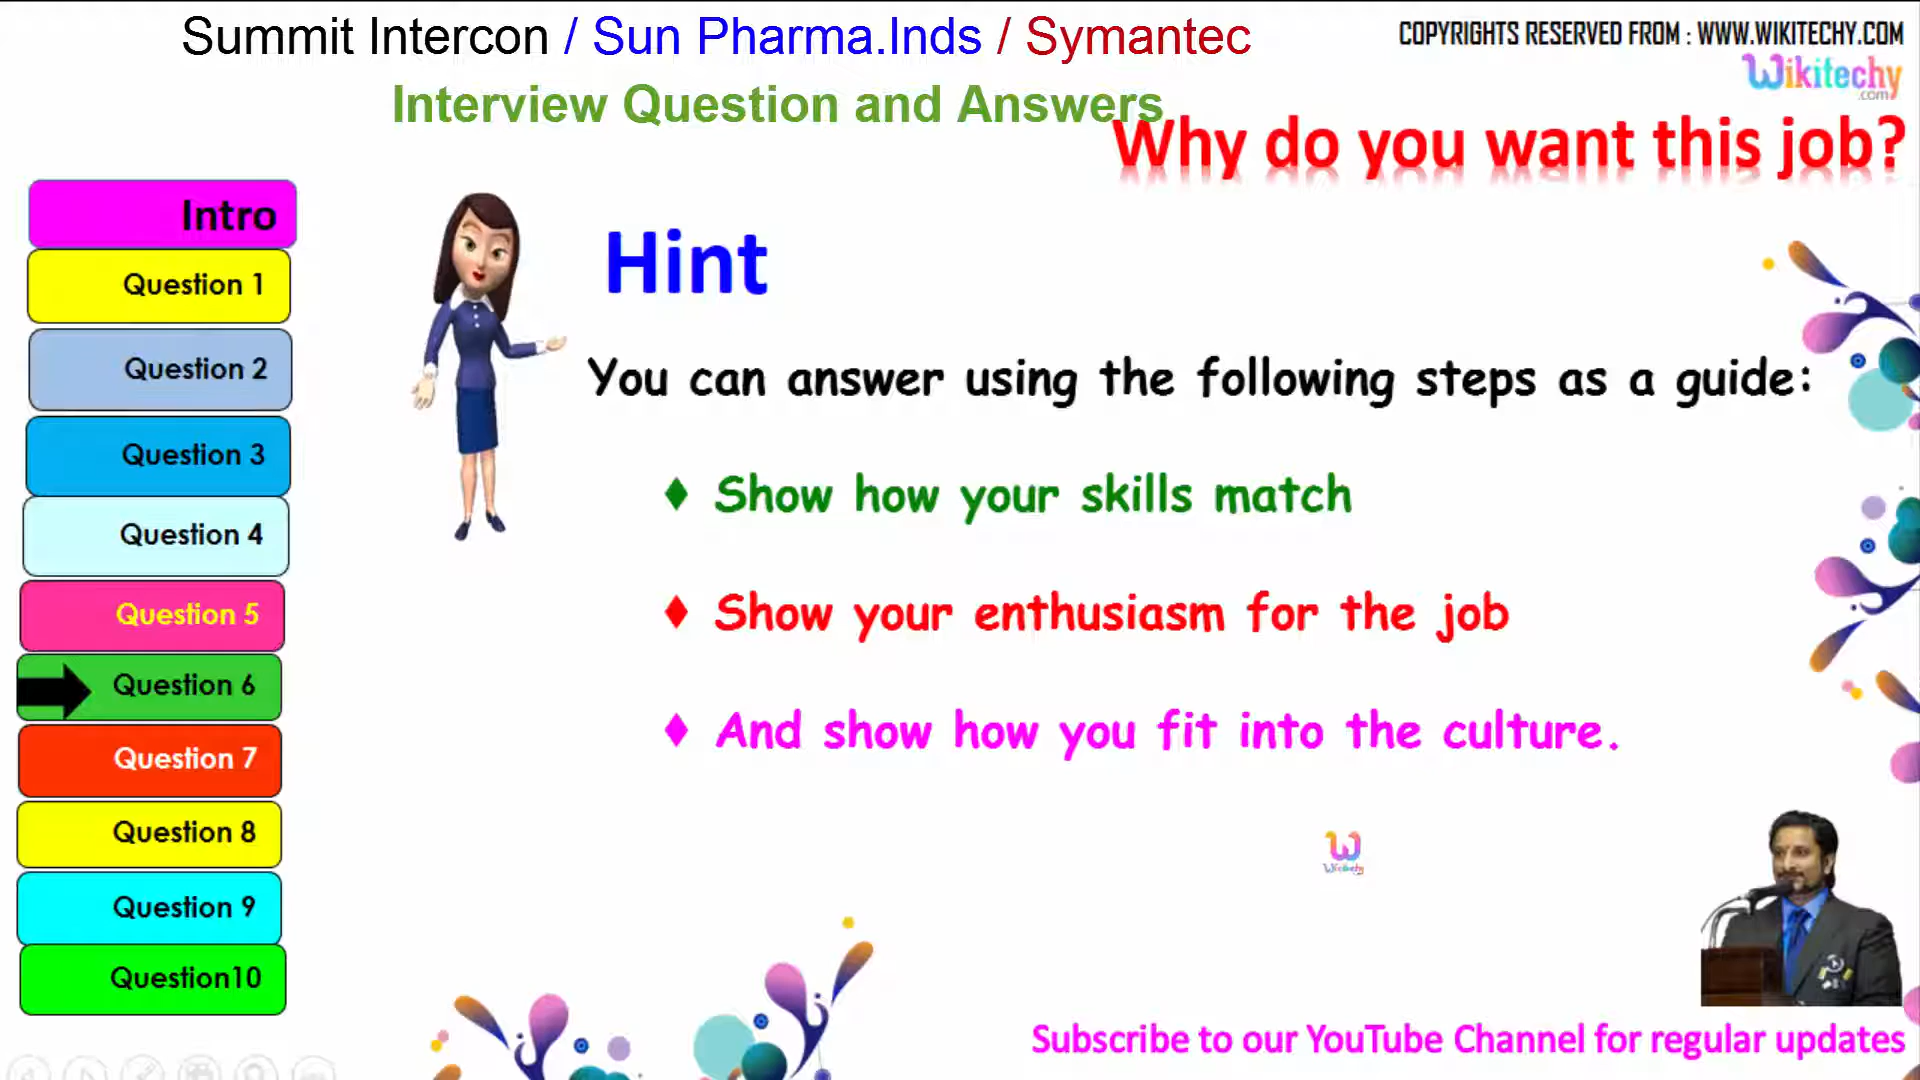 Summit Intercon / Sun Pharma.Inds / Symantec
COPYRIGHTS RESERVED FROM : WWW.WIKITECHY.COM
Wikitechy
.com
Interview Question and Answers
Why do you want this job?
Intro
Question 1
Question 2
Question 3
Question 4
Question 5
Question 6
Question 7
Question 8
Question 9
Question10
Hint
You can answer using the following steps as a guide:
♦ Show how your skills match
♦ Show your enthusiasm for the job
♦ And show how you fit into the culture.
W
Wikitechy
Subscribe to our YouTube Channel for regular updates